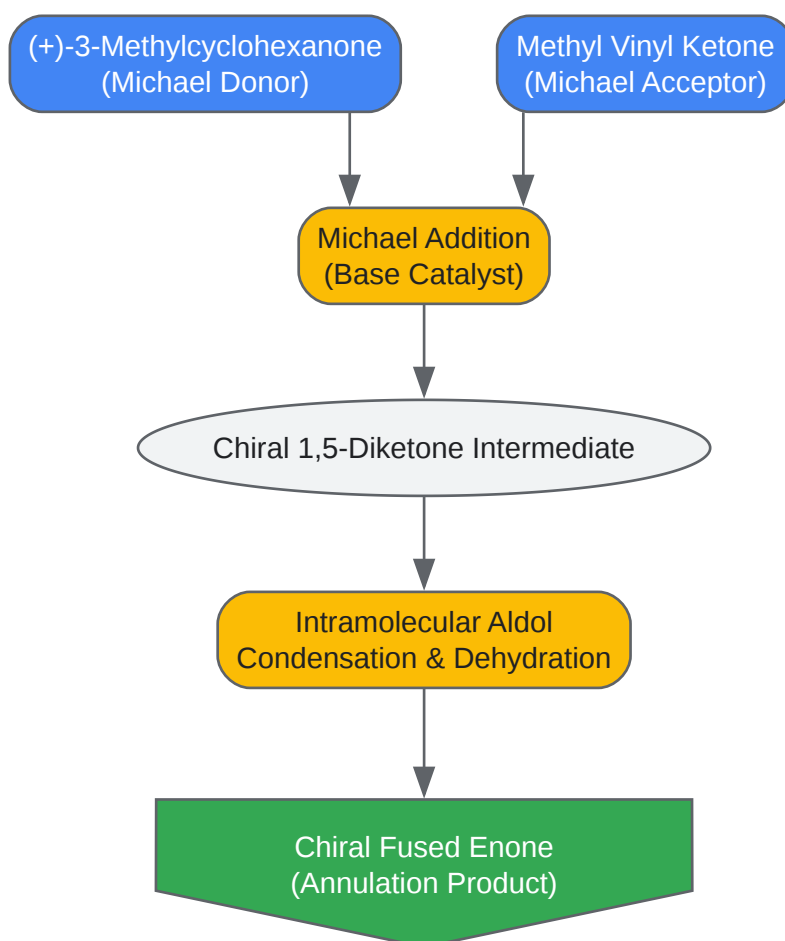 (+)-3-Methylcyclohexanone
(Michael Donor)
Methyl Vinyl Ketone
(Michael Acceptor)
Michael Addition
(Base Catalyst)
Chiral 1,5-Diketone Intermediate
Intramolecular Aldol
Condensation & Dehydration
Chiral Fused Enone
(Annulation Product)